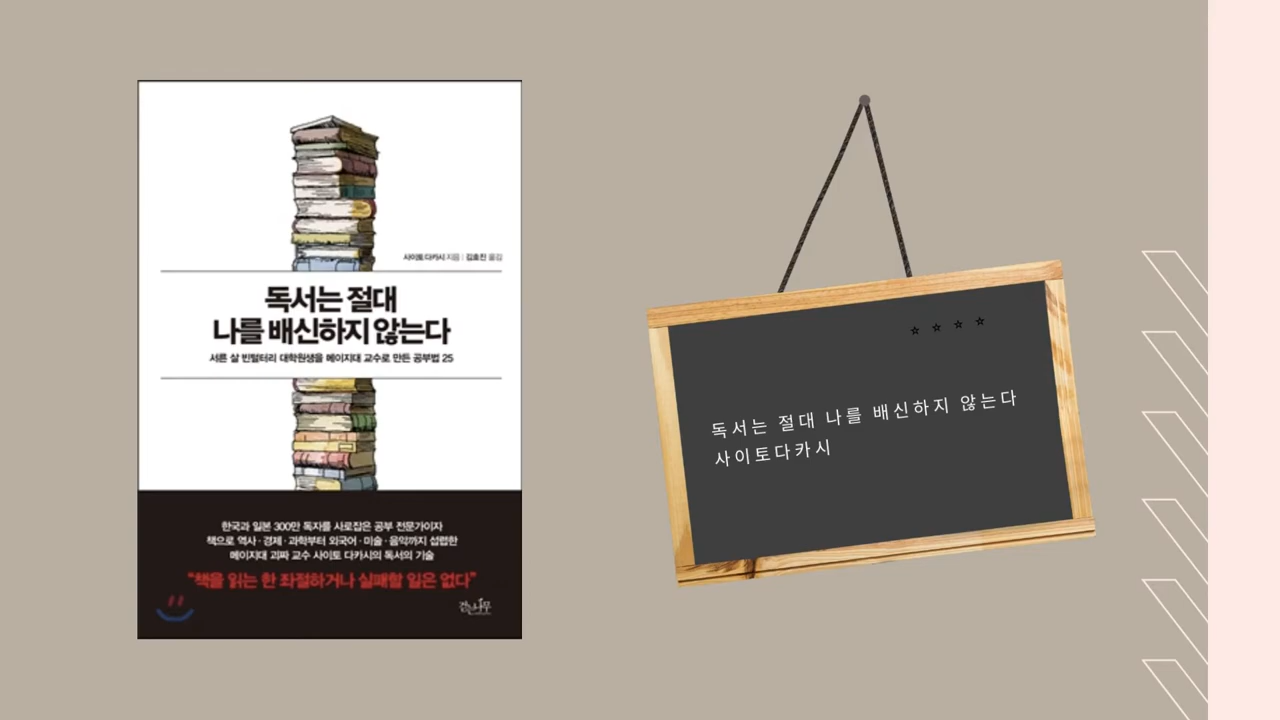 사이토 다카시 지음 | 김효진 옮김
독서는 절대
나를 배신하지 않는다
서른 살 빈털터리 대학원생을 메이지대 교수로 만든 공부법 25
한국과 일본 300만 독자를 사로잡은 공부 전문가이자
책으로 역사·경제·과학부터 외국어·미술·음악까지 섭렵한
메이지대 괴짜 교수 사이토 다카시의 독서의 기술
“책을 읽는 한 좌절하거나 실패할 일은 없다”
걷는나무
독서는 절대 나를 배신하지 않는다
사이토다카시